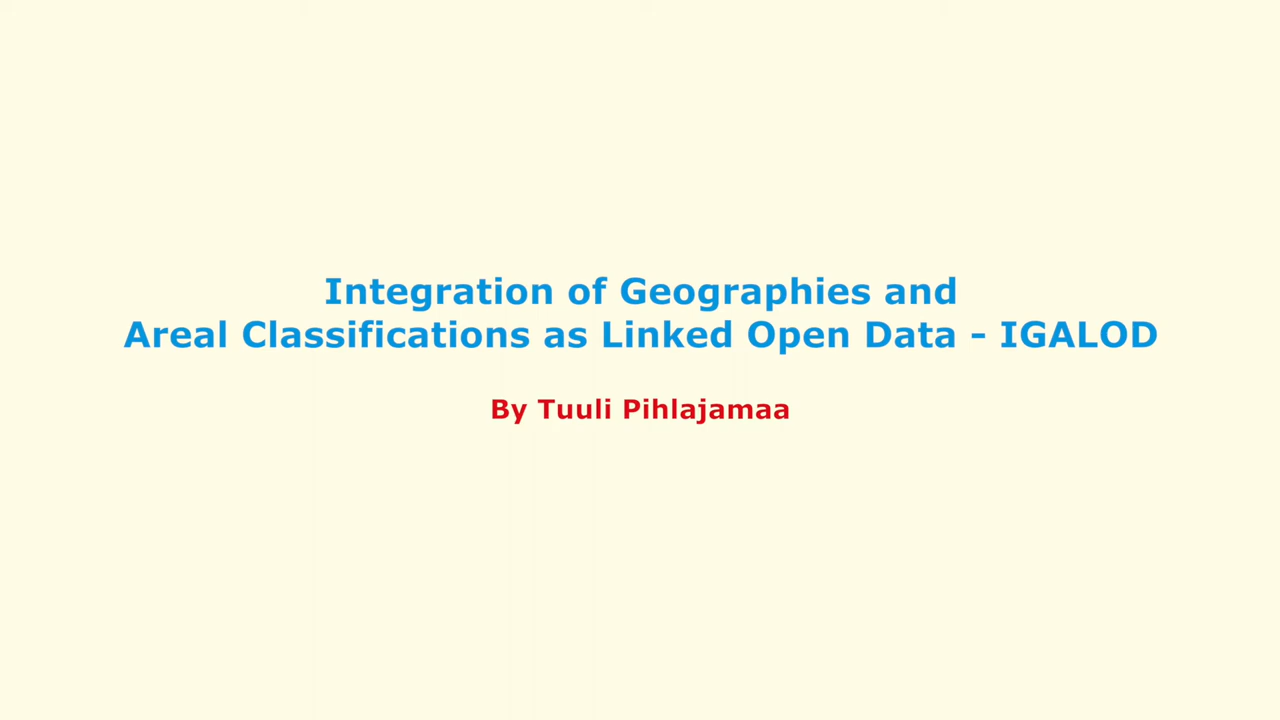 Integration of Geographies and
Areal Classifications as Linked Open Data - IGALOD
By Tuuli Pihlajamaa